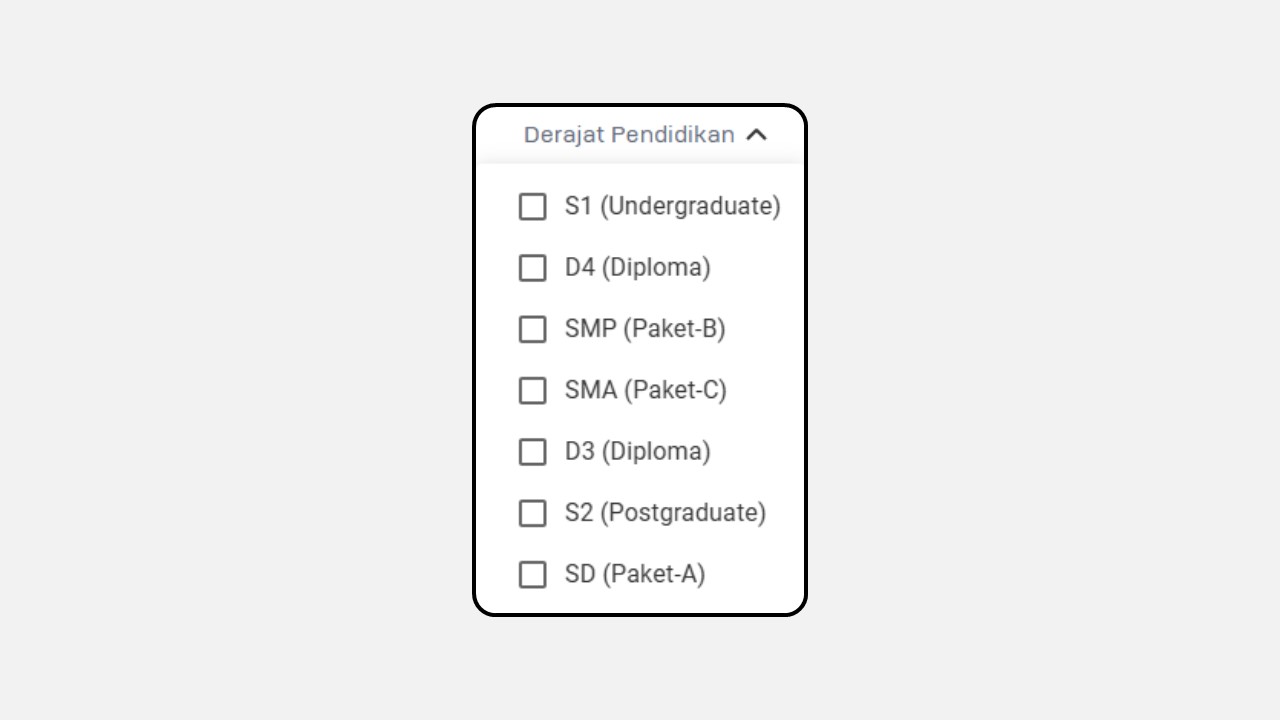 Derajat Pendidikan
S1 (Undergraduate)
D4 (Diploma)
SMP (Paket-B)
SMA (Paket-C)
D3 (Diploma)
S2 (Postgraduate)
SD (Paket-A)